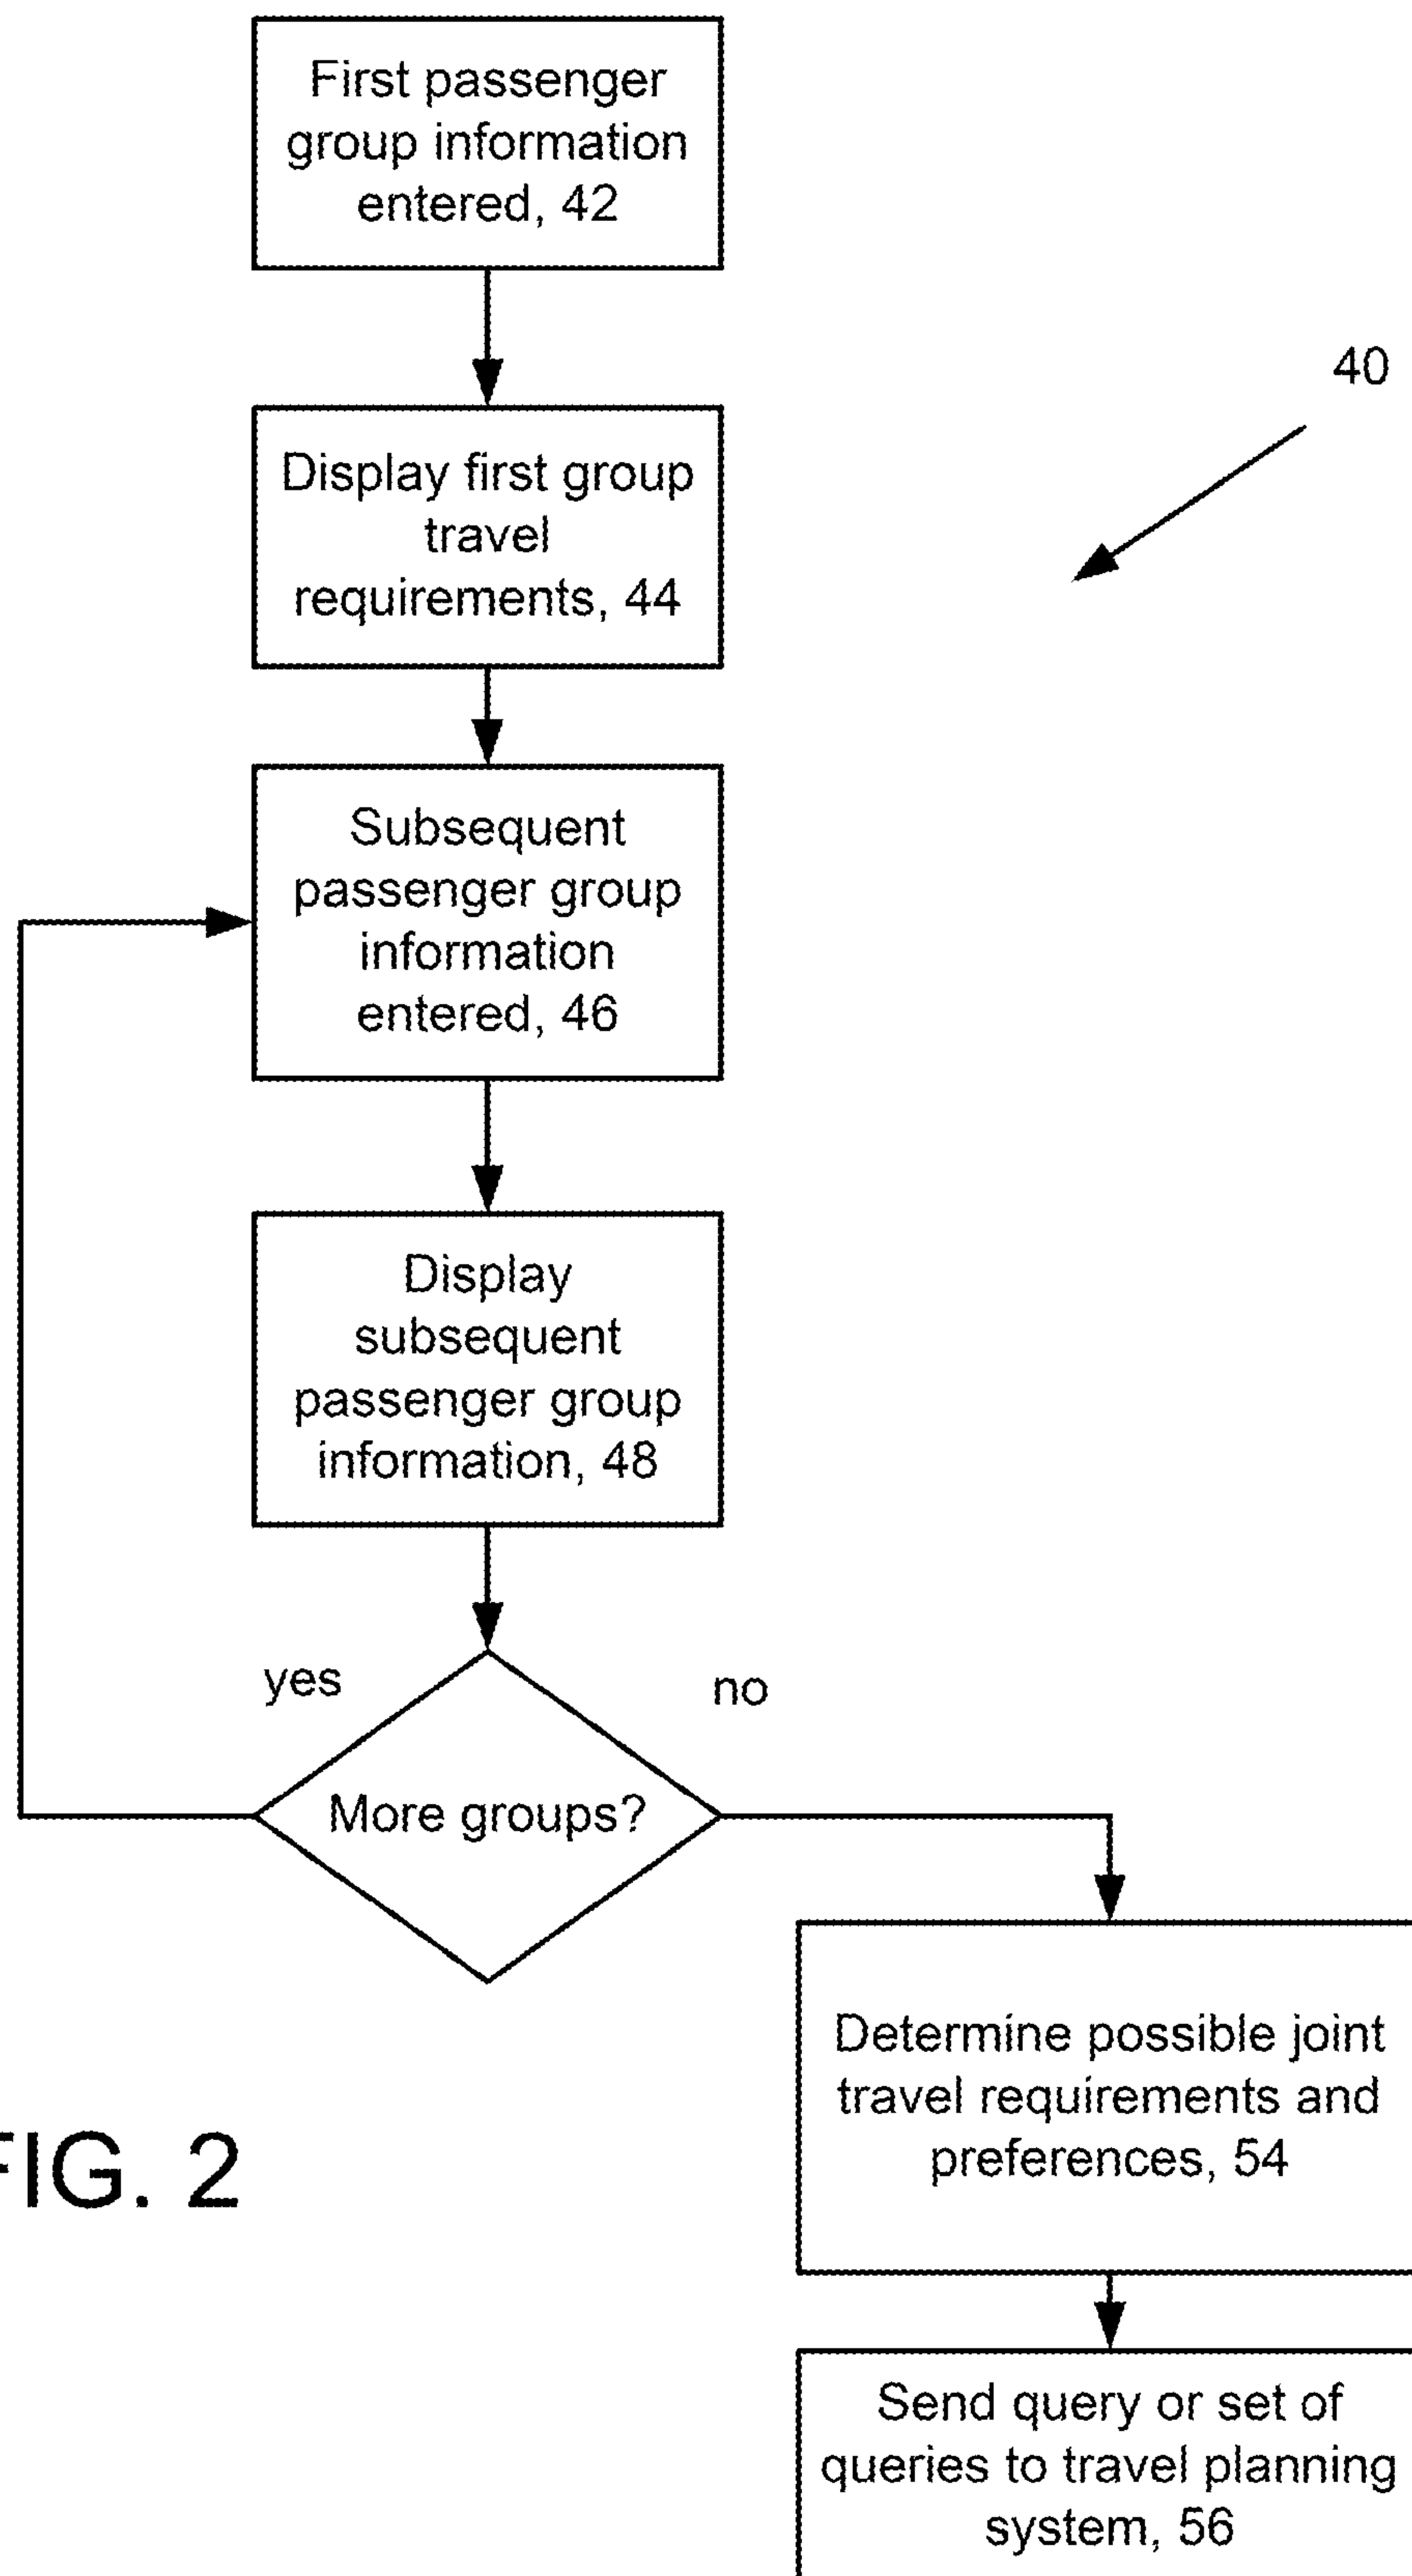 First passenger
group information
entered, 42
40
Display first group
travel
requirements, 44
Subsequent
passenger group
information
entered, 46
Display
subsequent
passenger group
information, 48
yes
no
More groups?
Determine possible joint
travel requirements and
preferences, 54
FIG. 2
Send query or set of
queries to travel planning
system, 56